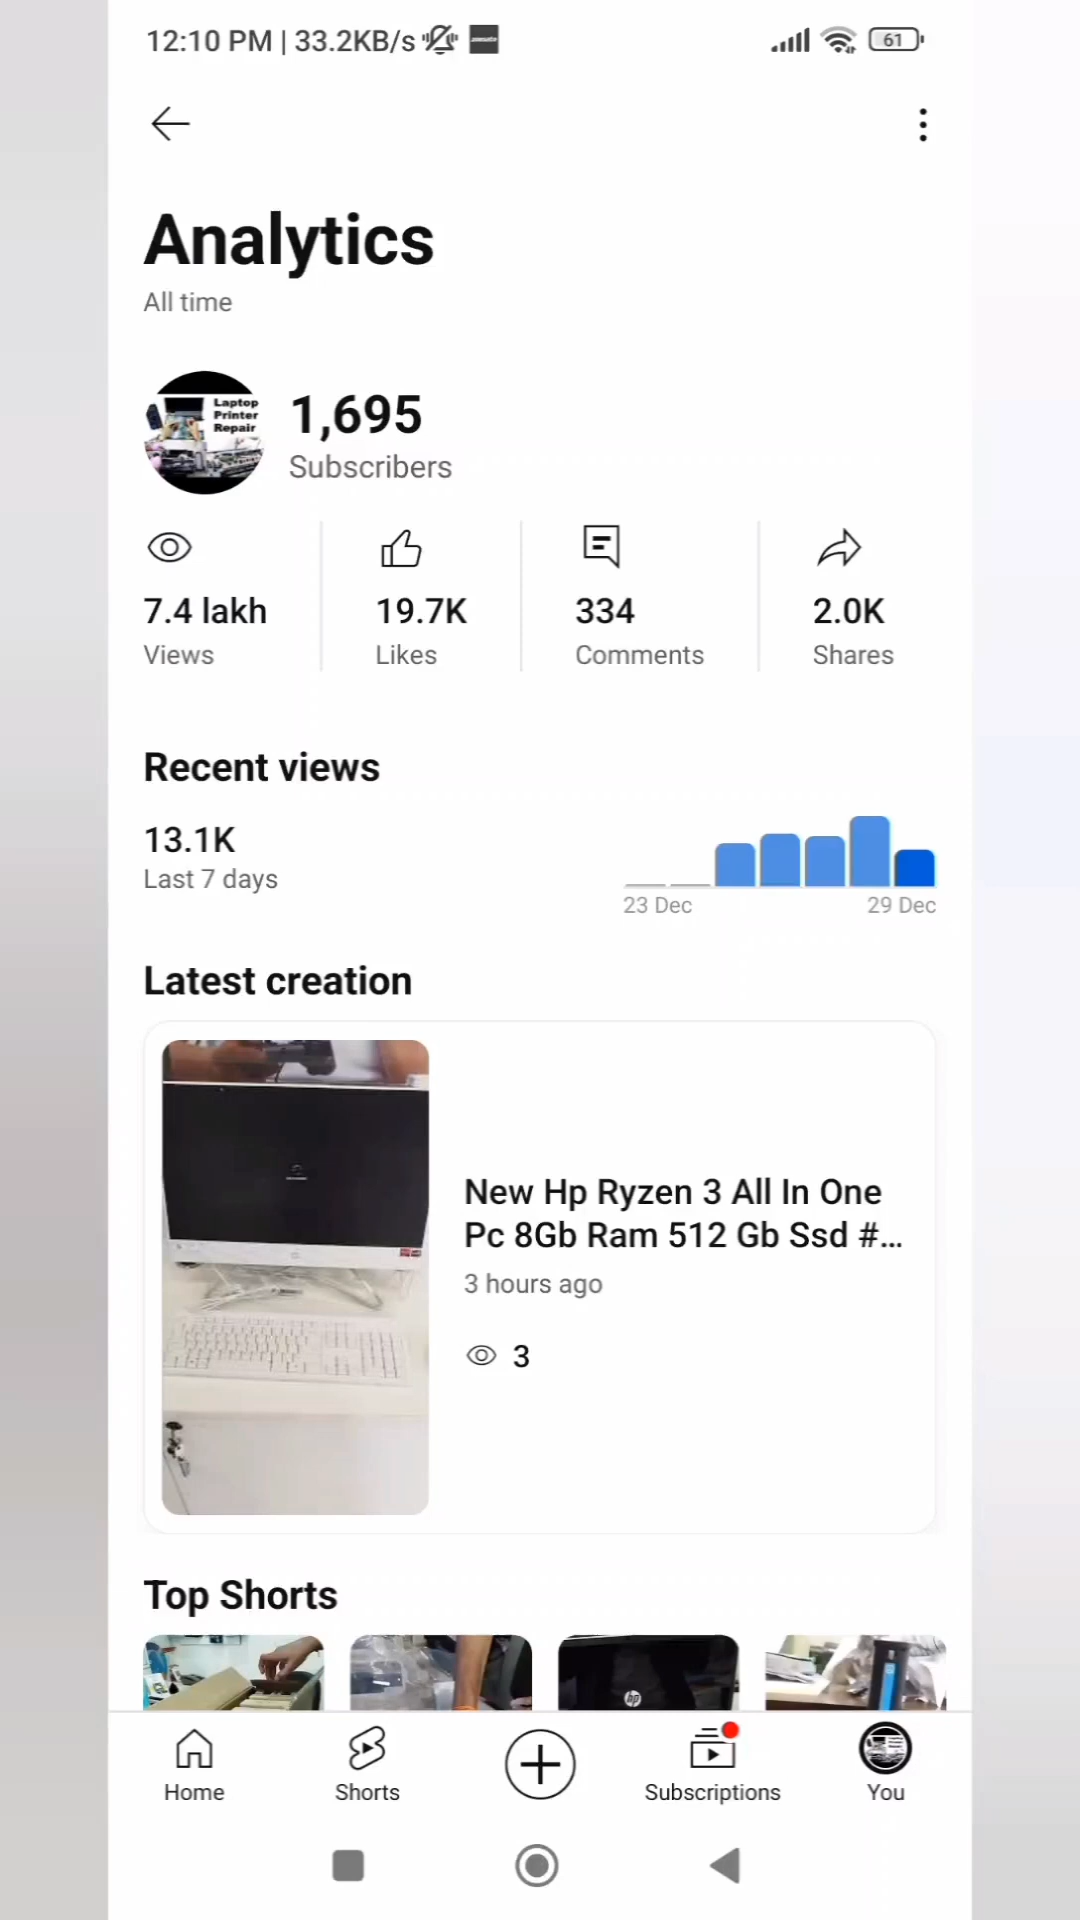 12:10 PM | 33.2KB/s
61
Analytics
All time
Laptop
Printer
Repair
1,695
Subscribers
7.4 lakh
19.7K
334
2.0K
Views
Likes
Comments
Shares
Recent views
13.1K
Last 7 days
23 Dec
29 Dec
Latest creation
New Hp Ryzen 3 All In One
Pc 8Gb Ram 512 Gb Ssd #...
3 hours ago
3
Top Shorts
hp
Home
Shorts
Subscriptions
You